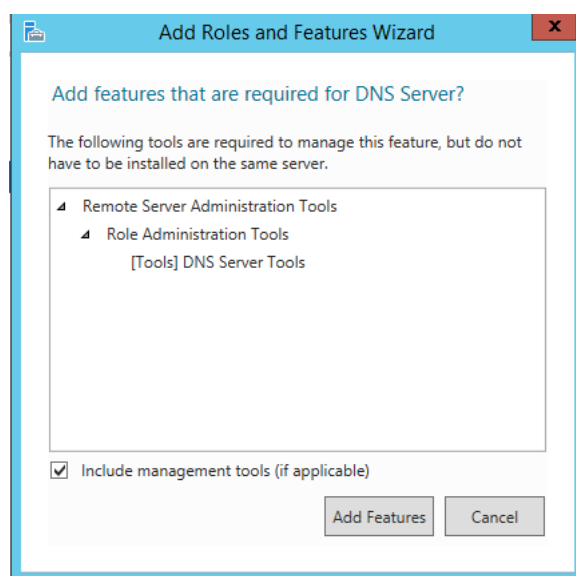 Add Roles and Features Wizard
x
Add features that are required for DNS Server?
The following tools are required to manage this feature, but do not
have to be installed on the same server.
Remote Server Administration Tools
Role Administration Tools
[Tools] DNS Server Tools
Include management tools (if applicable)
Add Features
Cancel